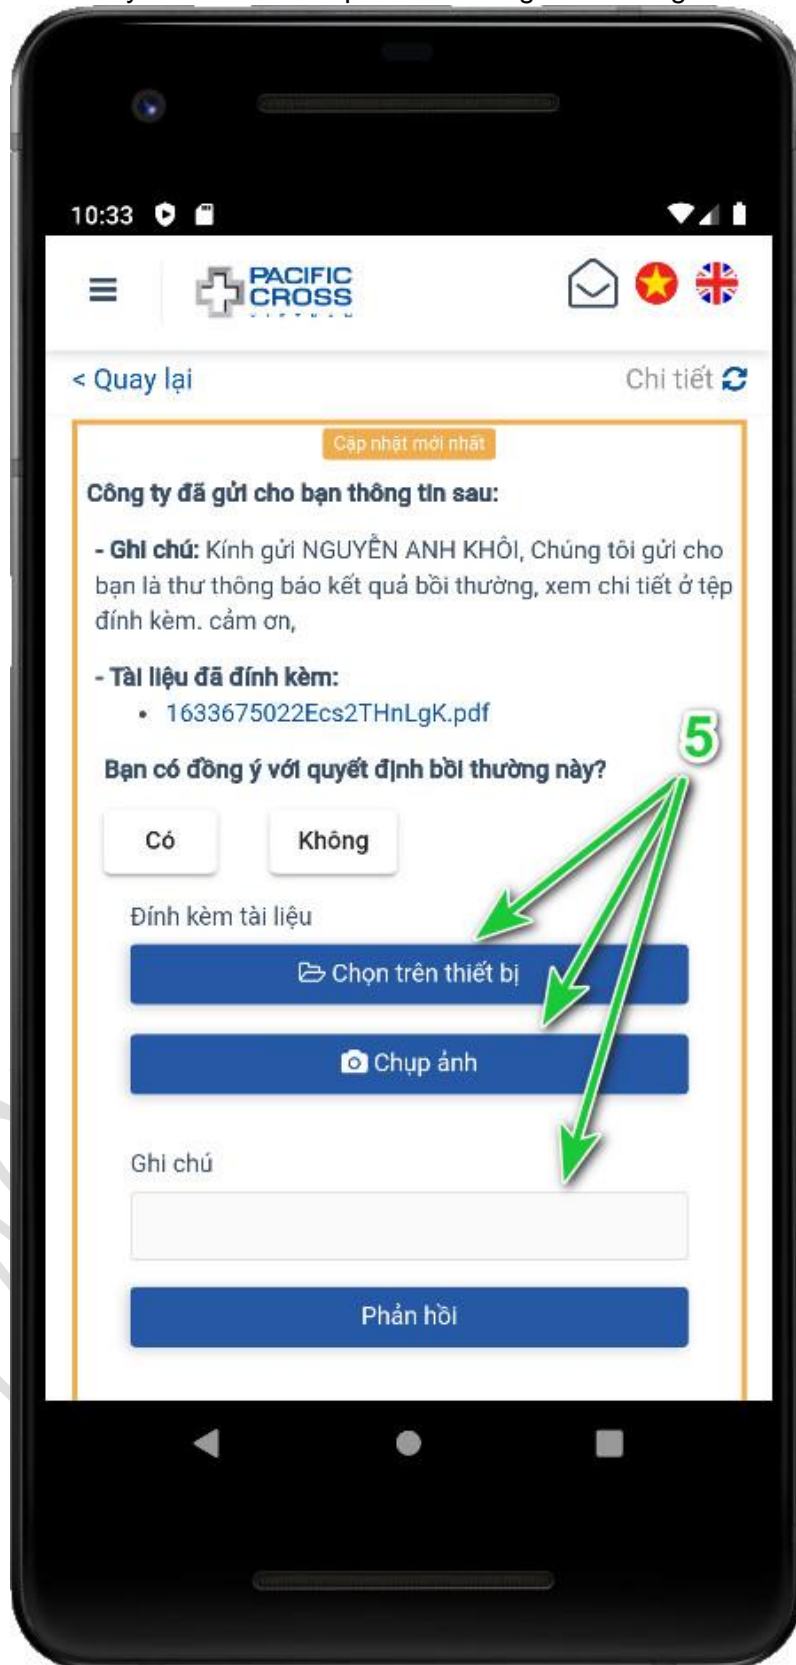 10:33
PACIFIC
CROSS
VIETNAM
< Quay lại
Chi tiết
Cập nhật mới nhất
Công ty đã gửi cho bạn thông tin sau:
- Ghi chú: Kính gửi NGUYỄN ANH KHÔI, Chúng tôi gửi cho
bạn là thư thông báo kết quả bồi thường, xem chi tiết ở tệp
đính kèm. cảm ơn,
- Tài liệu đã đính kèm:
• 1633675022Ecs2THnLgK.pdf
5
Bạn có đồng ý với quyết định bồi thường này?
Có
Không
Đính kèm tài liệu
Chọn trên thiết bị
Chụp ảnh
Ghi chú
Phản hồi